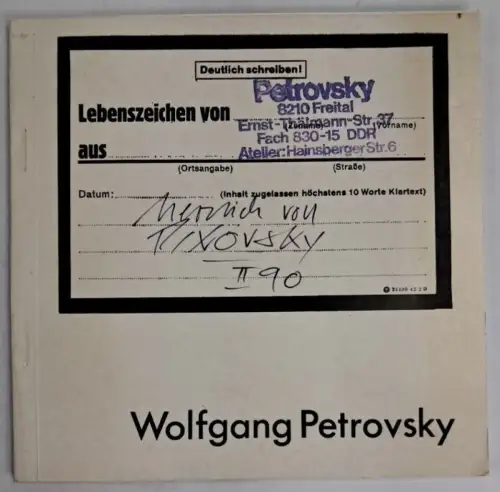 Deutlich schreiben!
Petrovsky
Lebenszeichen von
8210 Freital
Ernst-Thälmann-Str. 37
(Zuname) (Vorname)
Fach 830-15 DDR
aus
Atelier: Hainsberger Str. 6
(Ortsangabe) (Straße)
Datum: (Inhalt zugelassen höchstens 10 Worte Klartext)
herzlich von
II 90
Wolfgang Petrovsky